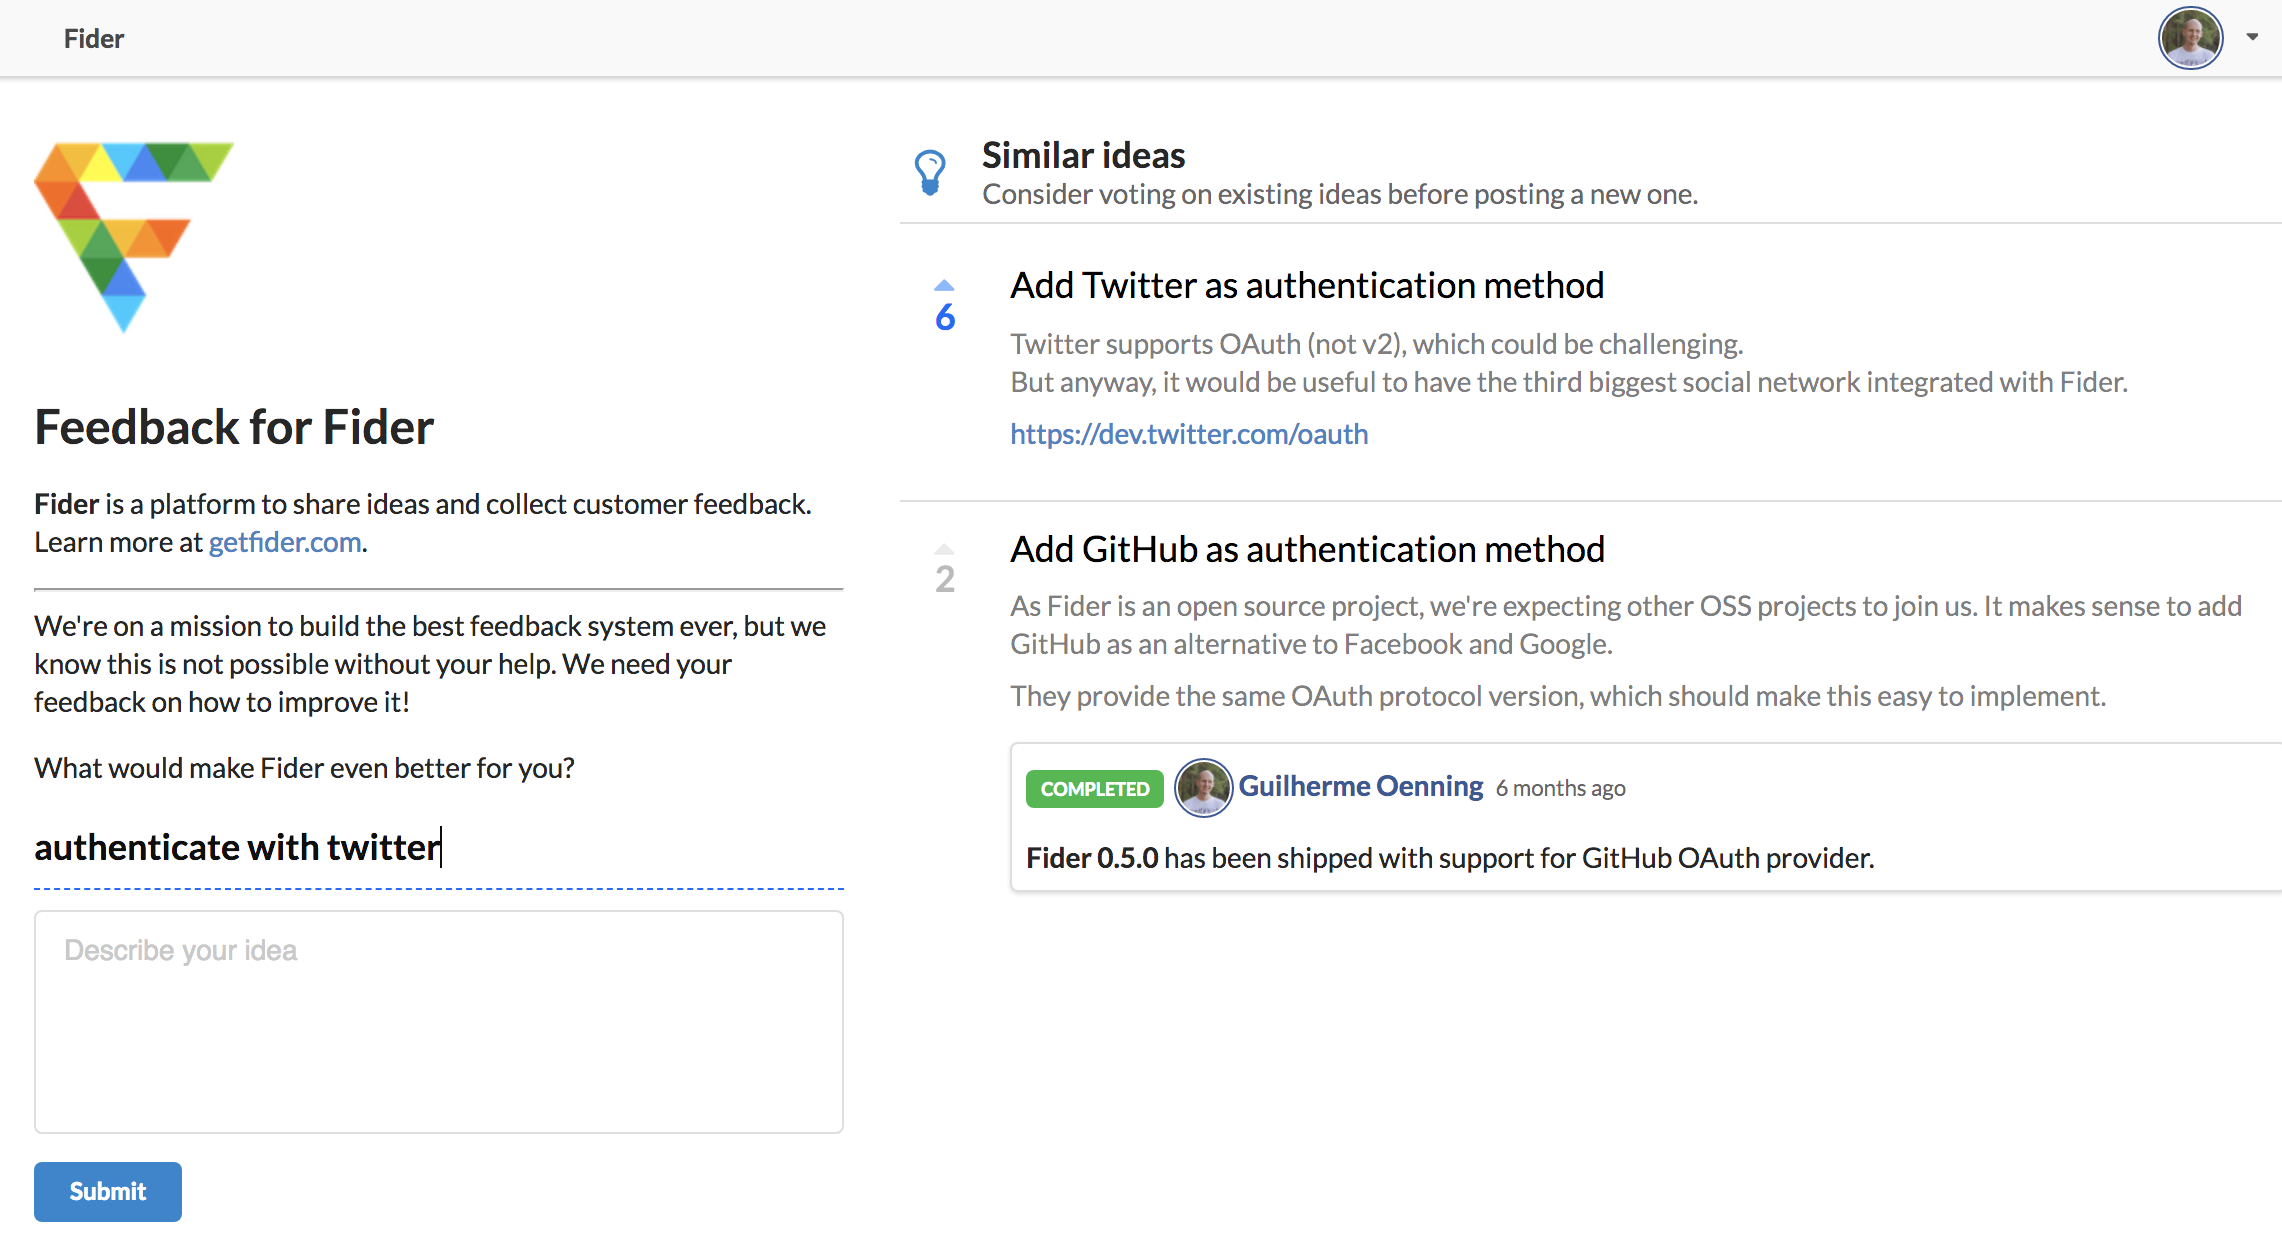 Fider
Feedback for Fider
Fider is a platform to share ideas and collect customer feedback.
Learn more at getfider.com.
We're on a mission to build the best feedback system ever, but we
know this is not possible without your help. We need your
feedback on how to improve it!
What would make Fider even better for you?
authenticate with twitter
Describe your idea
Submit
Similar ideas
Consider voting on existing ideas before posting a new one.
6
Add Twitter as authentication method
Twitter supports OAuth (not v2), which could be challenging.
But anyway, it would be useful to have the third biggest social network integrated with Fider.
https://dev.twitter.com/oauth
2
Add GitHub as authentication method
As Fider is an open source project, we're expecting other OSS projects to join us. It makes sense to add
GitHub as an alternative to Facebook and Google.
They provide the same OAuth protocol version, which should make this easy to implement.
COMPLETED Guilherme Oenning 6 months ago
Fider 0.5.0 has been shipped with support for GitHub OAuth provider.